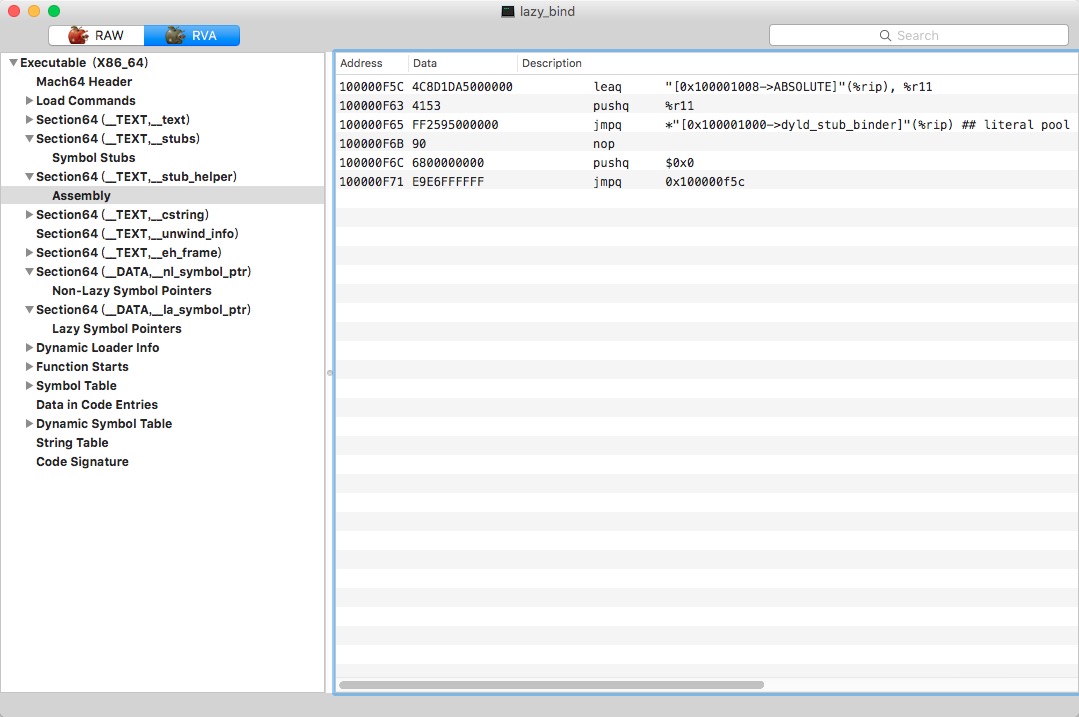 lazy_bind
RAW RVA
Search
Executable (X86_64)
Mach64 Header
Load Commands
Section64 (__TEXT,__text)
Section64 (__TEXT,__stubs)
Symbol Stubs
Section64 (__TEXT,__stub_helper)
Assembly
Section64 (__TEXT,__cstring)
Section64 (__TEXT,__unwind_info)
Section64 (__TEXT,__eh_frame)
Section64 (__DATA,__nl_symbol_ptr)
Non-Lazy Symbol Pointers
Section64 (__DATA,__la_symbol_ptr)
Lazy Symbol Pointers
Dynamic Loader Info
Function Starts
Symbol Table
Data in Code Entries
Dynamic Symbol Table
String Table
Code Signature
Address Data Description
100000F5C 4C8D1DA5000000 leaq "[0x100001008->ABSOLUTE]"(%rip), %r11
100000F63 4153 pushq %r11
100000F65 FF2595000000 jmpq *"[0x100001000->dyld_stub_binder]"(%rip) ## literal pool
100000F6B 90 nop
100000F6C 6800000000 pushq $0x0
100000F71 E9E6FFFFFF jmpq 0x100000f5c